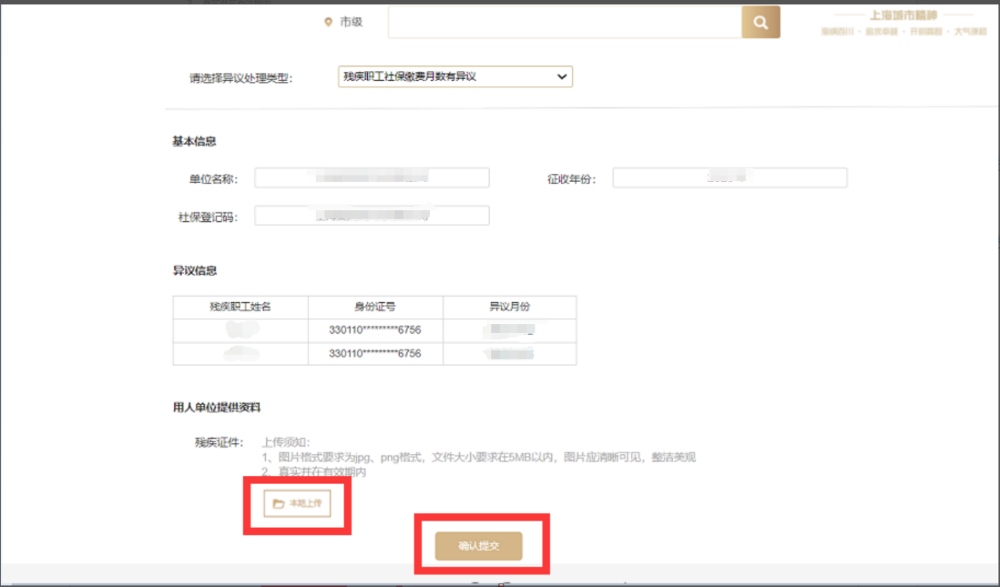 市级
上海城市精神
海纳百川 · 追求卓越 · 开明睿智 · 大气谦和
请选择异议处理类型：
残疾职工社保缴费月数有异议
基本信息
单位名称：
征收年份：
社保登记码：
异议信息
残疾职工姓名 身份证号 异议月份
330110*********6756
330110*********6756
用人单位提供资料
残疾证件：
上传须知：
1、图片格式要求为jpg、png格式，文件大小要求在5MB以内，图片应清晰可见，整洁美观
2、真实并在有效期内
本地上传
确认提交